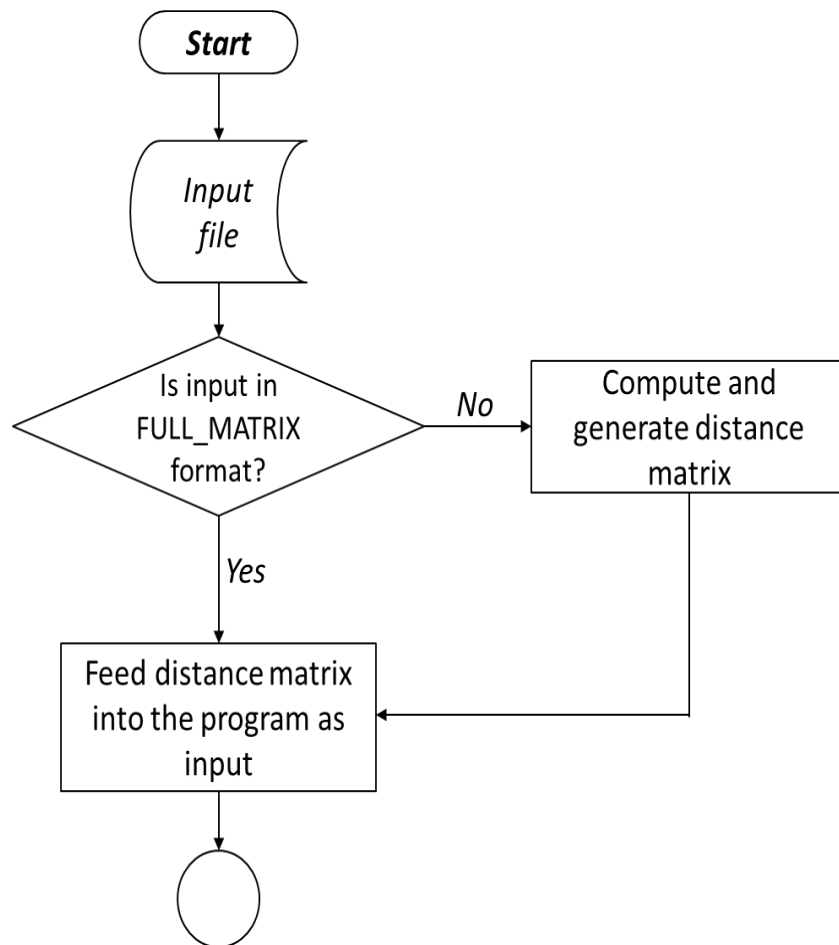 Start
Input
file
Is input in
FULL_MATRIX
format?
No
Compute and
generate distance
matrix
Yes
Feed distance matrix
into the program as
input